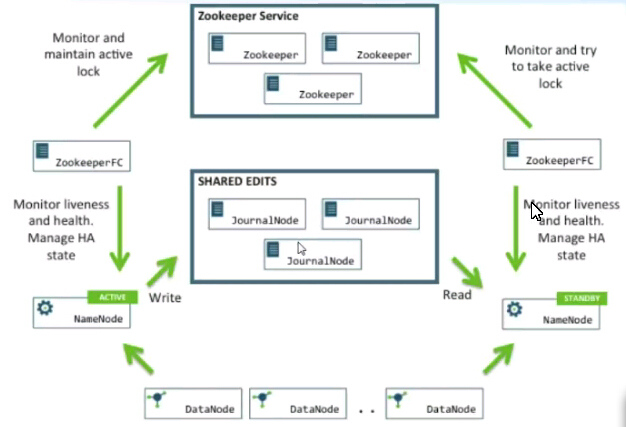 Zookeeper Service
Zookeeper
Zookeeper
Zookeeper
Monitor and
maintain active
lock
Monitor and try
to take active
lock
ZookeeperFC
ZookeeperFC
SHARED EDITS
JournalNode
JournalNode
JournalNode
Monitor liveness
and health.
Manage HA
state
Monitor liveness
and health.
Manage HA
state
Write
Read
ACTIVE
NameNode
STANDBY
NameNode
DataNode
DataNode
. .
DataNode